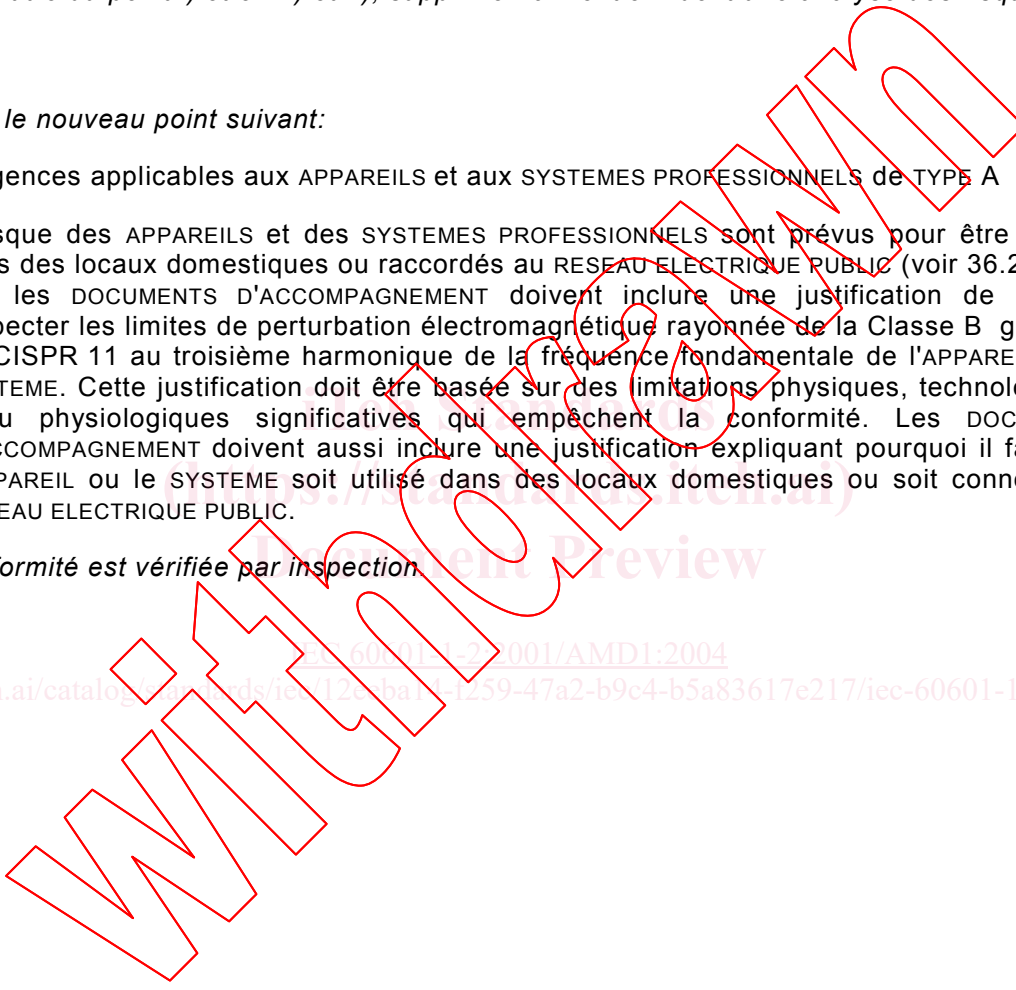 le nouveau point suivant:
gences applicables aux APPAREILS et aux SYSTEMES PROFESSIONNELS de TYPE A
sque des APPAREILS et des SYSTEMES PROFESSIONNELS sont prévus pour être
s des locaux domestiques ou raccordés au RESEAU ELECTRIQUE PUBLIC (voir 36.2
les DOCUMENTS D'ACCOMPAGNEMENT doivent inclure une justification de
pecter les limites de perturbation électromagnétique rayonnée de la Classe B g
CISPR 11 au troisième harmonique de la fréquence fondamentale de l'APPARE
TEME. Cette justification doit être basée sur des limitations physiques, technolo
u physiologiques significatives qui empêchent la conformité. Les DOC
CCOMPAGNEMENT doivent aussi inclure une justification expliquant pourquoi il fa
PAREIL ou le SYSTEME soit utilisé dans des locaux domestiques ou soit conne
EAU ELECTRIQUE PUBLIC.
formité est vérifiée par inspection.
iTeh Standards
(https://standards.iteh.ai)
Document Preview
IEC 60601-1-2:2001/AMD1:2004
n.ai/catalog/standards/iec/ -f259-47a2-b9c4-b5a83617e217/iec-60601-1
withdrawn